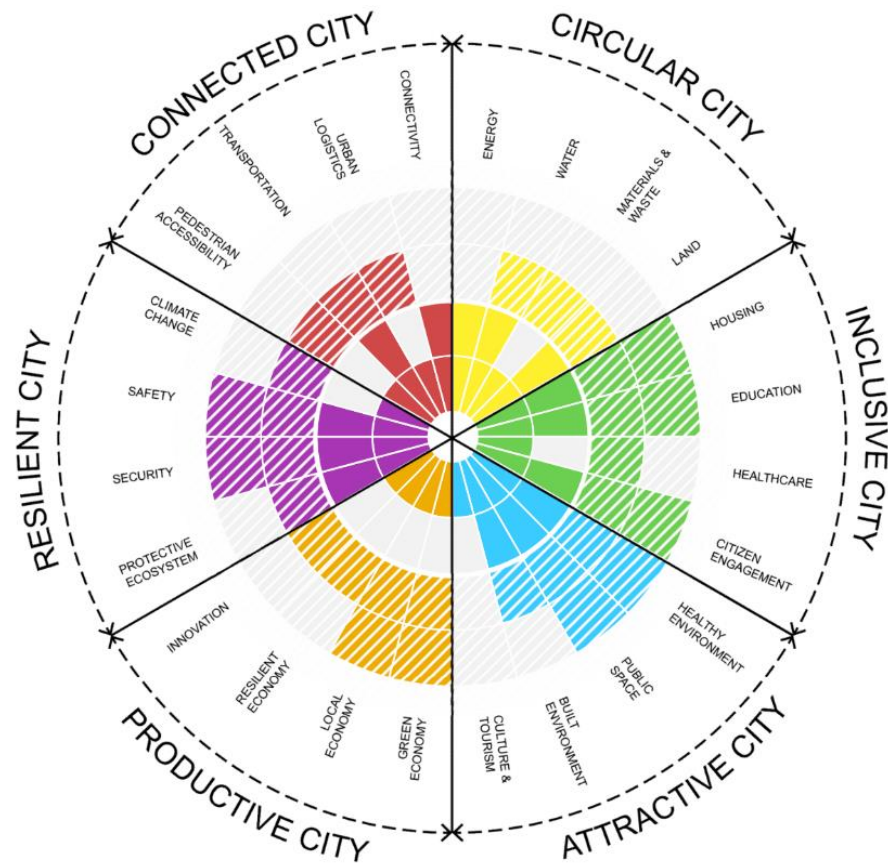 CONNECTED CITY
CIRCULAR CITY
INCLUSIVE CITY
ATTRACTIVE CITY
PRODUCTIVE CITY
RESILIENT CITY
PEDESTRIAN
ACCESSIBILITY
TRANSPORTATION
URBAN
LOGISTICS
CONNECTIVITY
ENERGY
WATER
MATERIALS &
WASTE
LAND
HOUSING
EDUCATION
HEALTHCARE
CITIZEN
ENGAGEMENT
HEALTHY
ENVIRONMENT
PUBLIC
SPACE
BUILT
ENVIRONMENT
CULTURE &
TOURISM
GREEN
ECONOMY
LOCAL
ECONOMY
RESILIENT
ECONOMY
INNOVATION
PROTECTIVE
ECOSYSTEM
SECURITY
SAFETY
CLIMATE
CHANGE